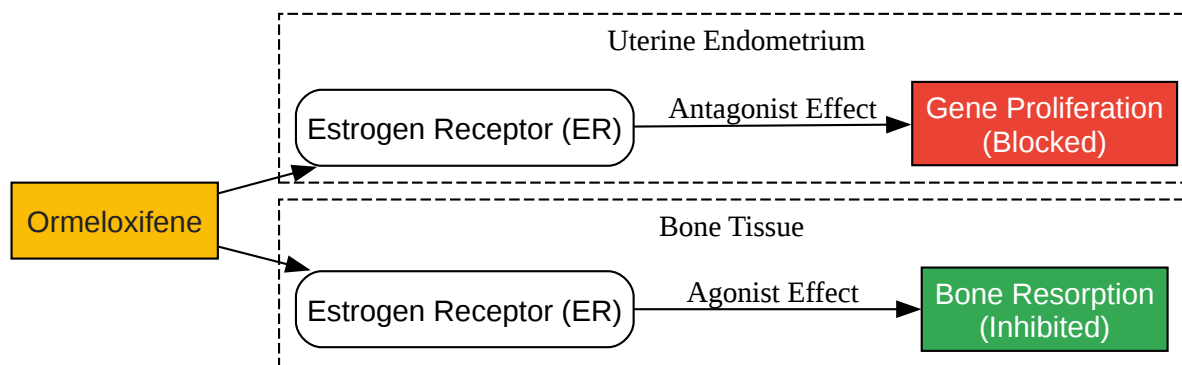 Uterine Endometrium
Estrogen Receptor (ER)
Antagonist Effect
Gene Proliferation
(Blocked)
Ormeloxifene
Bone Tissue
Estrogen Receptor (ER)
Agonist Effect
Bone Resorption
(Inhibited)